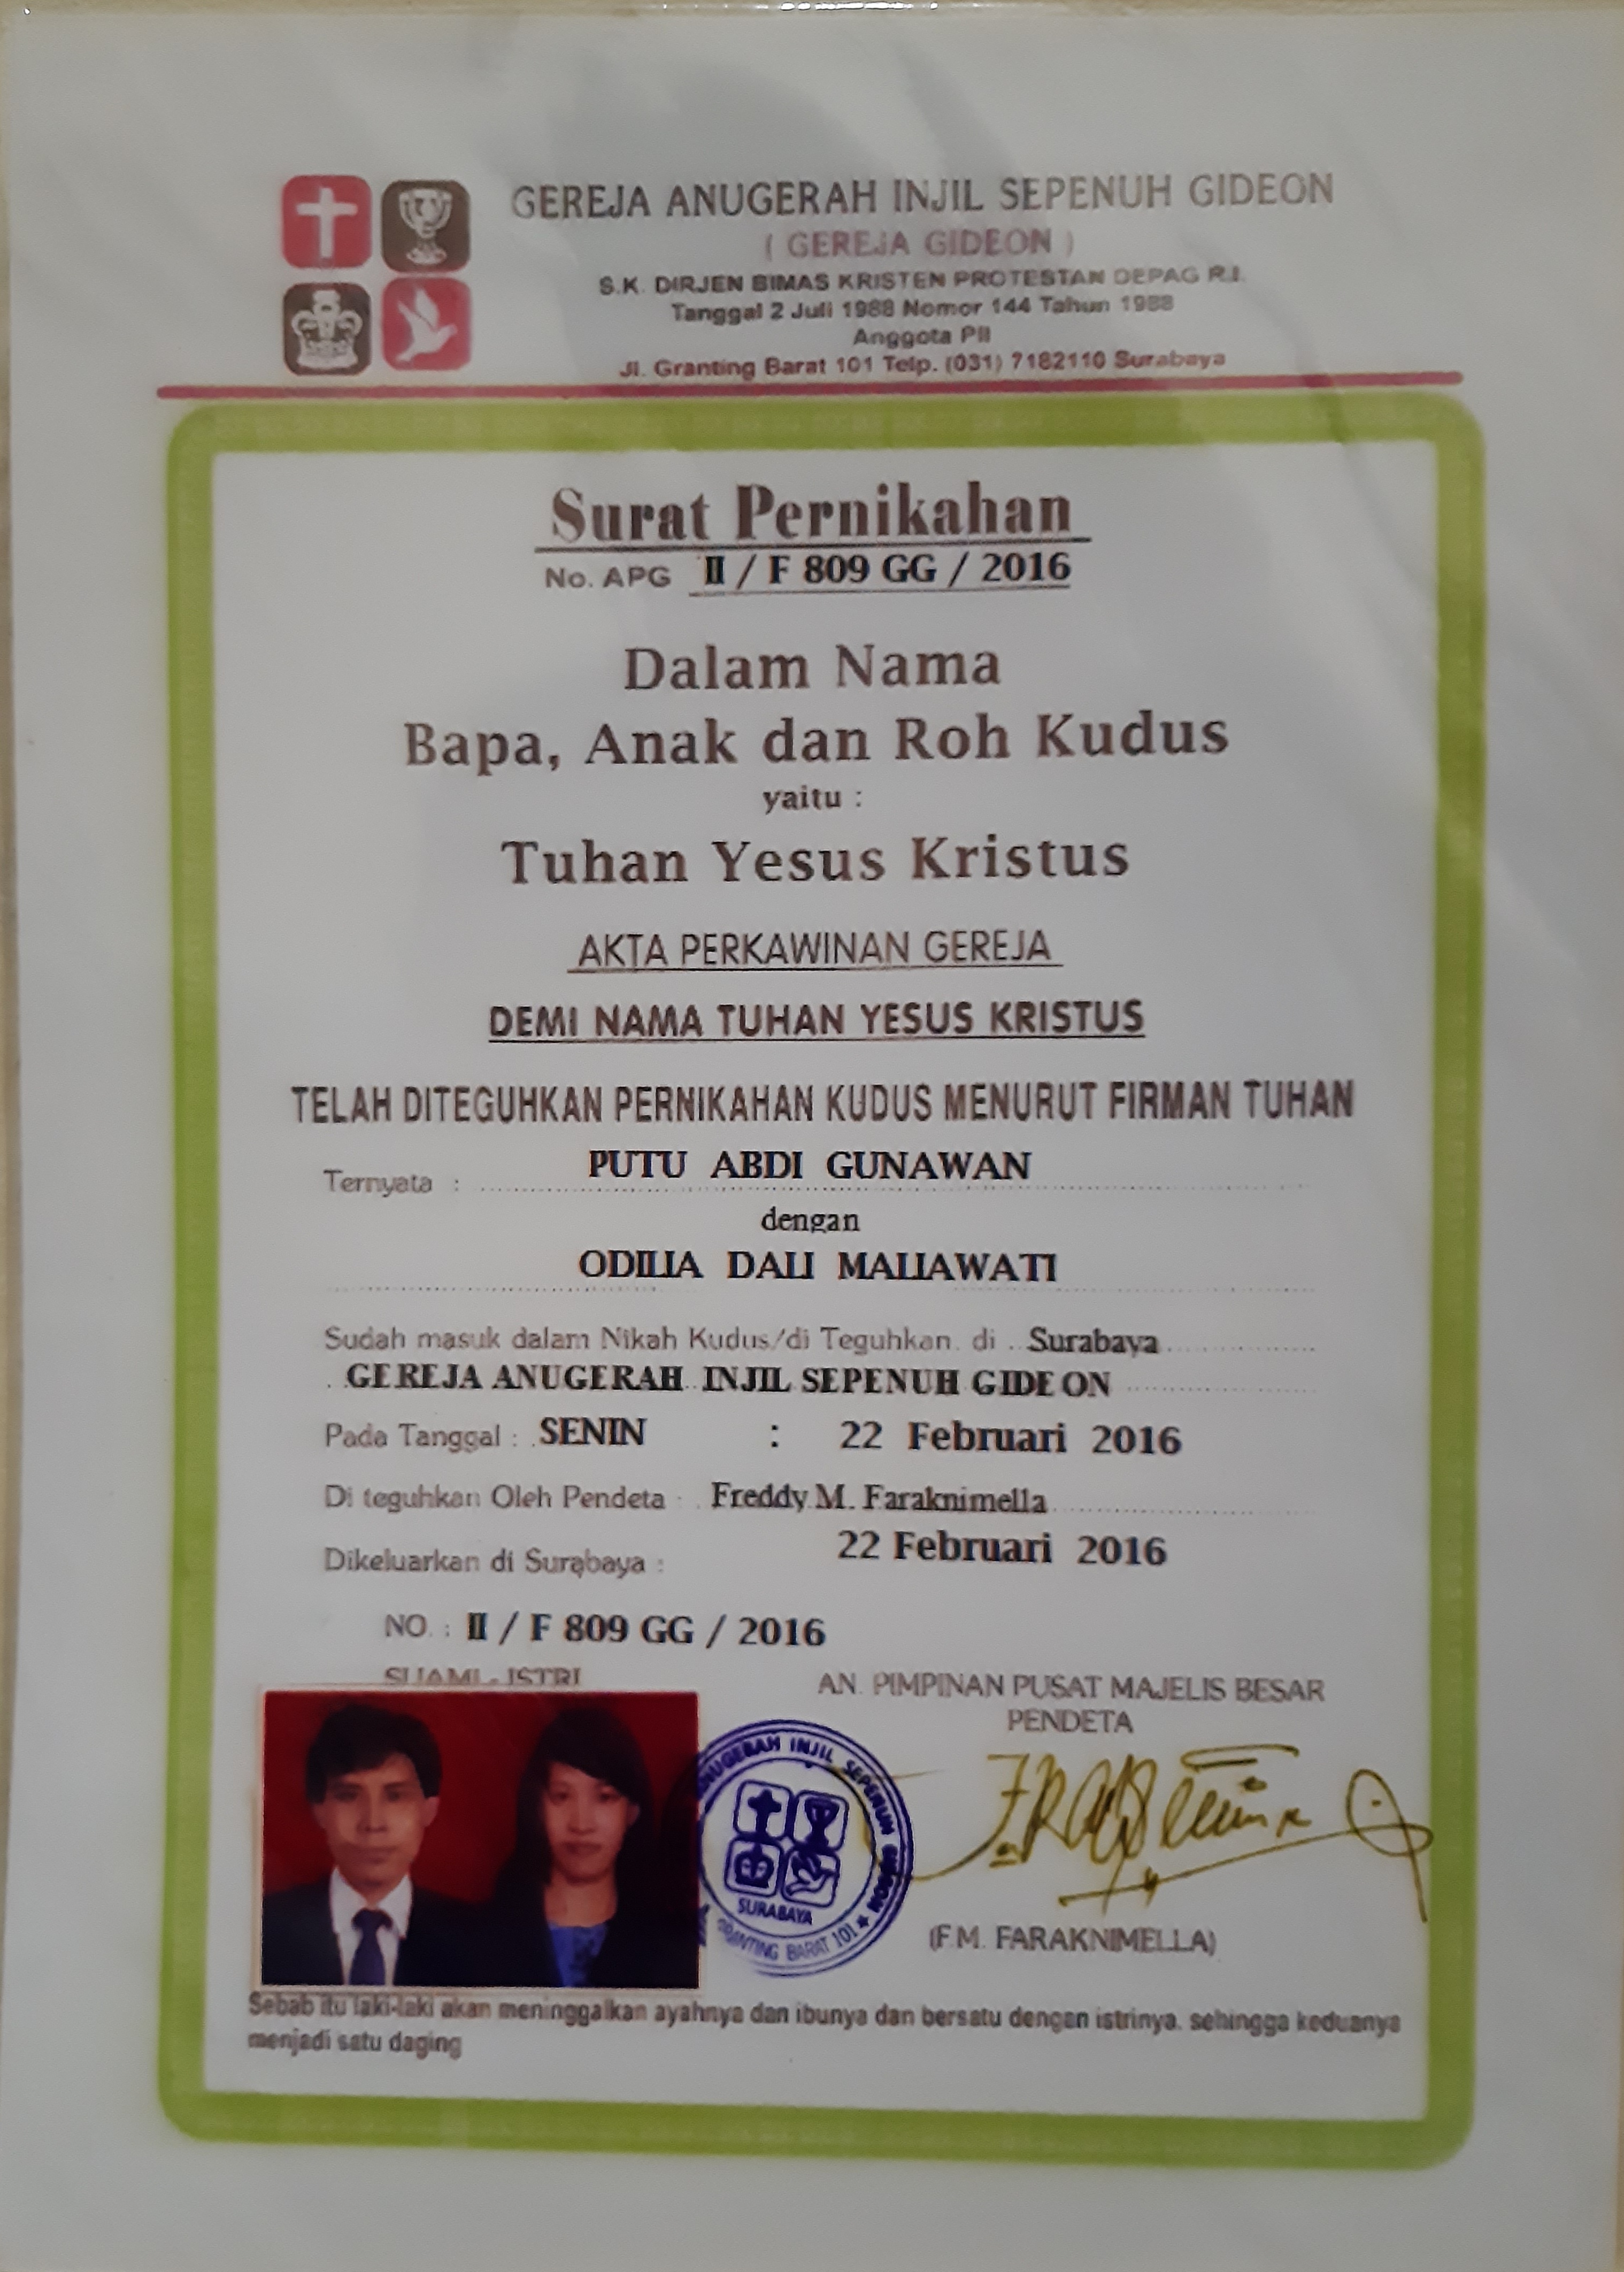 GEREJA ANUGERAH INJIL SEPENUH GIDEON
( GEREJA GIDEON )
S.K. DIRJEN BIMAS KRISTEN PROTESTAN DEPAG R.I.
Tanggal 2 Juli 1988 Nomor 144 Tahun 1988
Anggota PII
Jl. Granting Barat 101 Telp. (031) 7182110 Surabaya
Surat Pernikahan
No. APG II / F 809 GG / 2016
Dalam Nama
Bapa, Anak dan Roh Kudus
yaitu :
Tuhan Yesus Kristus
AKTA PERKAWINAN GEREJA
DEMI NAMA TUHAN YESUS KRISTUS
TELAH DITEGUHKAN PERNIKAHAN KUDUS MENURUT FIRMAN TUHAN
Ternyata : PUTU ABDI GUNAWAN
dengan
ODILIA DALI MALIAWATI
Sudah masuk dalam Nikah Kudus/di Teguhkan. di Surabaya
GEREJA ANUGERAH INJIL SEPENUH GIDEON
Pada Tanggal : SENIN : 22 Februari 2016
Di teguhkan Oleh Pendeta : Freddy M. Faraknimella
Dikeluarkan di Surabaya : 22 Februari 2016
NO. : II / F 809 GG / 2016
SUAMI - ISTRI
AN. PIMPINAN PUSAT MAJELIS BESAR
PENDETA
ANUGERAH INJIL SEPENUH GIDEON
SURABAYA
GRANTING BARAT 101
(F.M. FARAKNIMELLA)
Sebab itu laki-laki akan meninggalkan ayahnya dan ibunya dan bersatu dengan istrinya. sehingga keduanya
menjadi satu daging